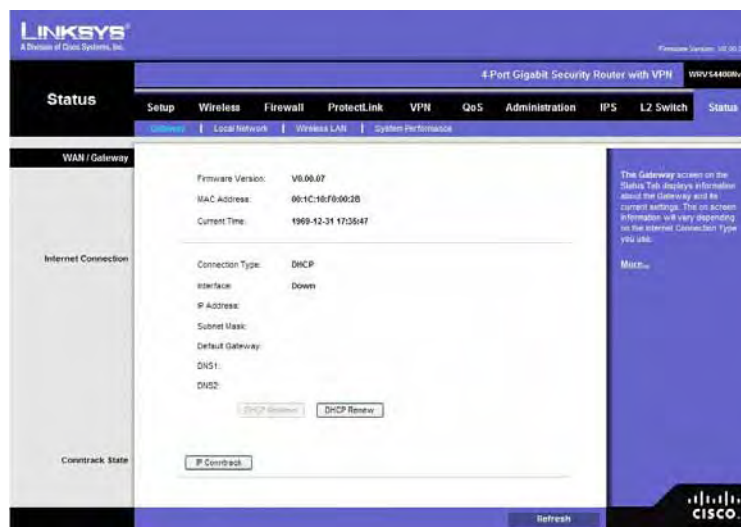 LINKSYS®
A Division of Cisco Systems, Inc.
Firmware Version:
4-Port Gigabit Security Router with VPN
Status
Setup Wireless Firewall ProtectLink VPN QoS Administration IPS L2 Switch Status
Gateway | Local Network | Wireless LAN | System Performance
WAN / Gateway
Firmware Version: V0.00.07
MAC Address: 00:1C:10:F0:00:2B
Current Time: 1969-12-31 17:35:47
Internet Connection
Connection Type: DHCP
Interface: Down
IP Address:
Subnet Mask:
Default Gateway:
DNS1:
DNS2:
DHCP Release DHCP Renew
Conntrack State
IP Conntrack
The Gateway screen on the
Status Tab displays information
about the Gateway and its
current settings. The on screen
information will vary depending
on the Internet Connection Type
you use.
More...
Refresh
CISCO